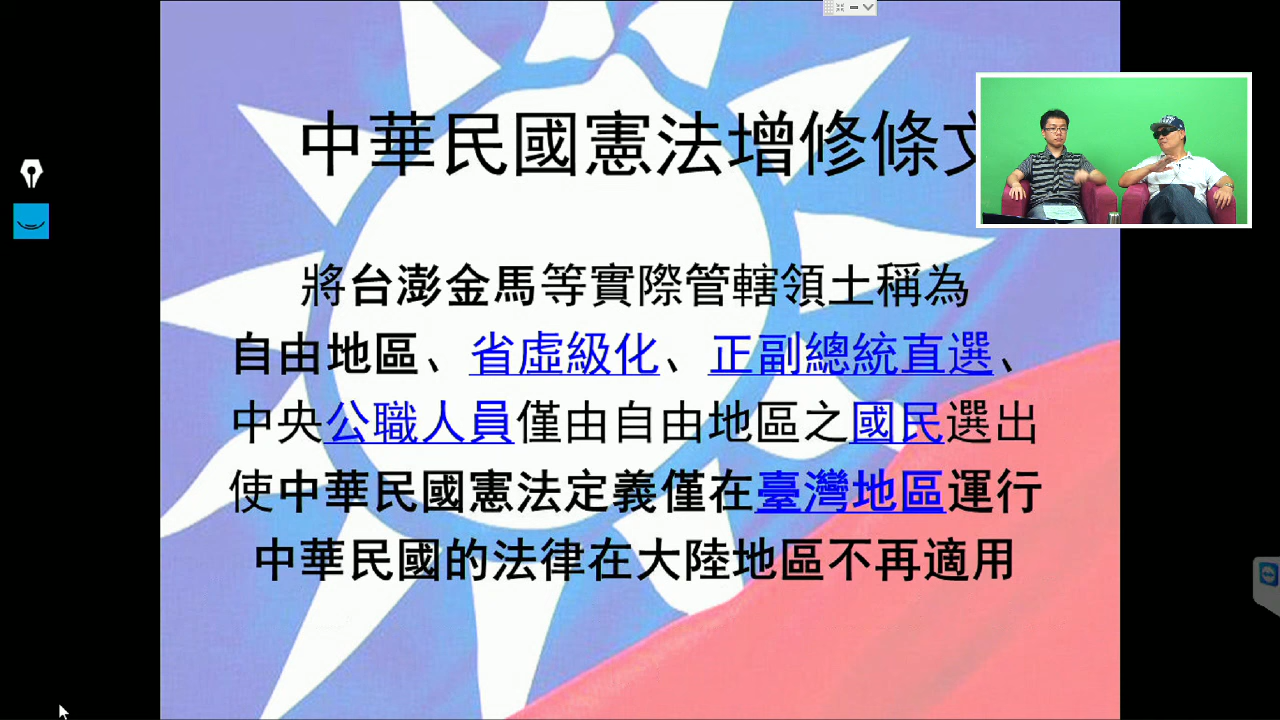 中華民國憲法增修條文
將台澎金馬等實際管轄領土稱為
自由地區、省虛級化、正副總統直選、
中央公職人員僅由自由地區之國民選出
使中華民國憲法定義僅在臺灣地區運行
中華民國的法律在大陸地區不再適用